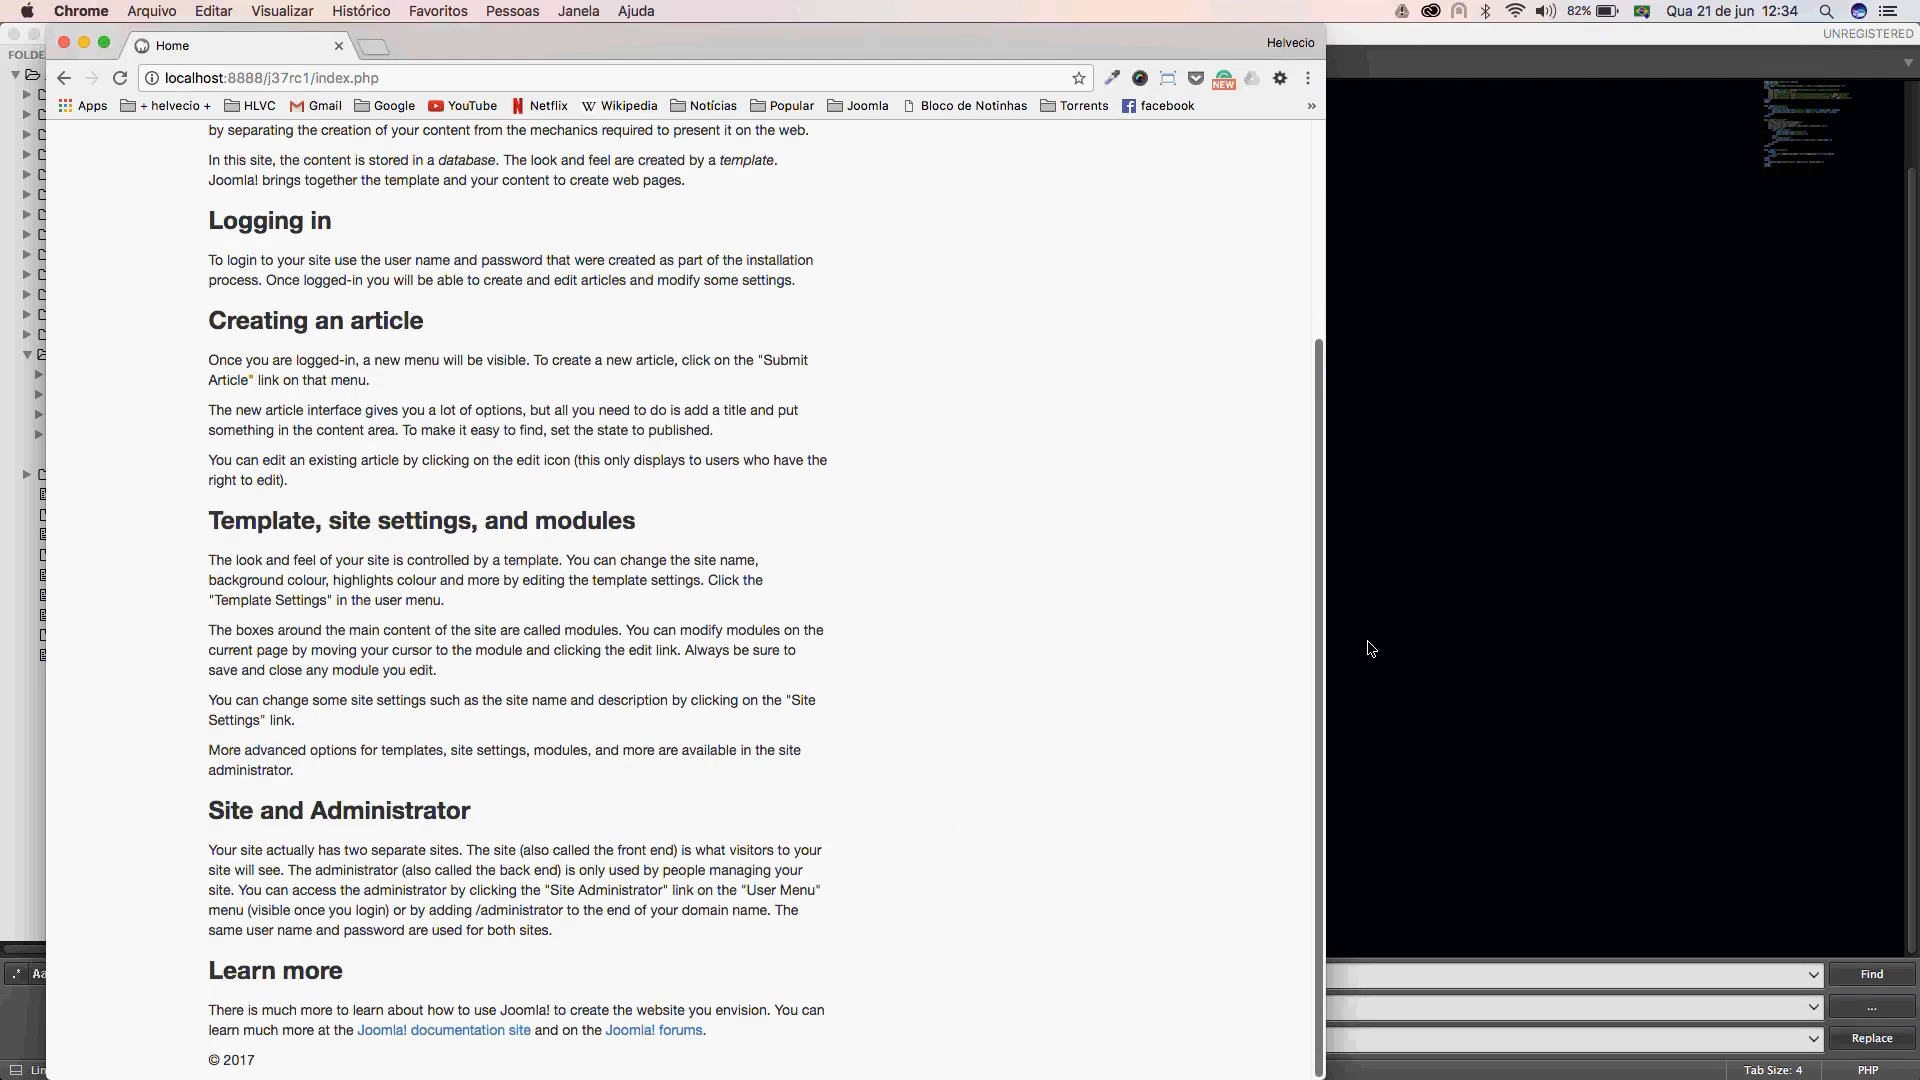 Chrome Arquivo Editar Visualizar Histórico Favoritos Pessoas Janela Ajuda 82% Qua 21 de jun 12:34
UNREGISTERED
Home Helvecio
FOLDE
localhost:8888/j37rc1/index.php NEW
Apps + helvecio + HLVC Gmail Google YouTube Netflix Wikipedia Notícias Popular Joomla Bloco de Notinhas Torrents facebook »
by separating the creation of your content from the mechanics required to present it on the web.
In this site, the content is stored in a database. The look and feel are created by a template.
Joomla! brings together the template and your content to create web pages.
Logging in
To login to your site use the user name and password that were created as part of the installation
process. Once logged-in you will be able to create and edit articles and modify some settings.
Creating an article
Once you are logged-in, a new menu will be visible. To create a new article, click on the "Submit
Article" link on that menu.
The new article interface gives you a lot of options, but all you need to do is add a title and put
something in the content area. To make it easy to find, set the state to published.
You can edit an existing article by clicking on the edit icon (this only displays to users who have the
right to edit).
Template, site settings, and modules
The look and feel of your site is controlled by a template. You can change the site name,
background colour, highlights colour and more by editing the template settings. Click the
"Template Settings" in the user menu.
The boxes around the main content of the site are called modules. You can modify modules on the
current page by moving your cursor to the module and clicking the edit link. Always be sure to
save and close any module you edit.
You can change some site settings such as the site name and description by clicking on the "Site
Settings" link.
More advanced options for templates, site settings, modules, and more are available in the site
administrator.
Site and Administrator
Your site actually has two separate sites. The site (also called the front end) is what visitors to your
site will see. The administrator (also called the back end) is only used by people managing your
site. You can access the administrator by clicking the "Site Administrator" link on the "User Menu"
menu (visible once you login) or by adding /administrator to the end of your domain name. The
same user name and password are used for both sites.
Learn more
There is much more to learn about how to use Joomla! to create the website you envision. You can
learn much more at the Joomla! documentation site and on the Joomla! forums.
© 2017
.* Aa Find
...
Replace
Lin Tab Size: 4 PHP